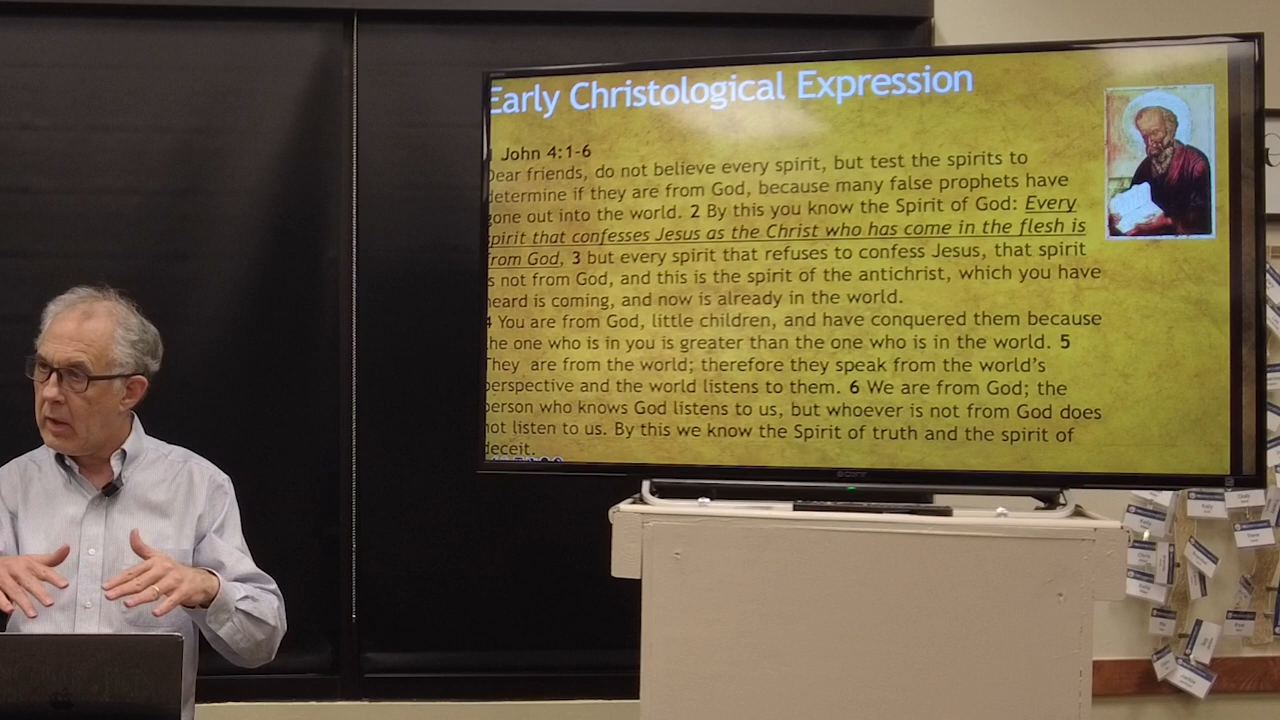 Early Christological Expression
John 4:1-6
Dear friends, do not believe every spirit, but test the spirits to
determine if they are from God, because many false prophets have
gone out into the world. 2 By this you know the Spirit of God: Every
spirit that confesses Jesus as the Christ who has come in the flesh is
from God, 3 but every spirit that refuses to confess Jesus, that spirit
is not from God, and this is the spirit of the antichrist, which you have
heard is coming, and now is already in the world.
4 You are from God, little children, and have conquered them because
the one who is in you is greater than the one who is in the world. 5
They are from the world; therefore they speak from the world’s
perspective and the world listens to them. 6 We are from God; the
person who knows God listens to us, but whoever is not from God does
not listen to us. By this we know the Spirit of truth and the spirit of
deceit.
SONY